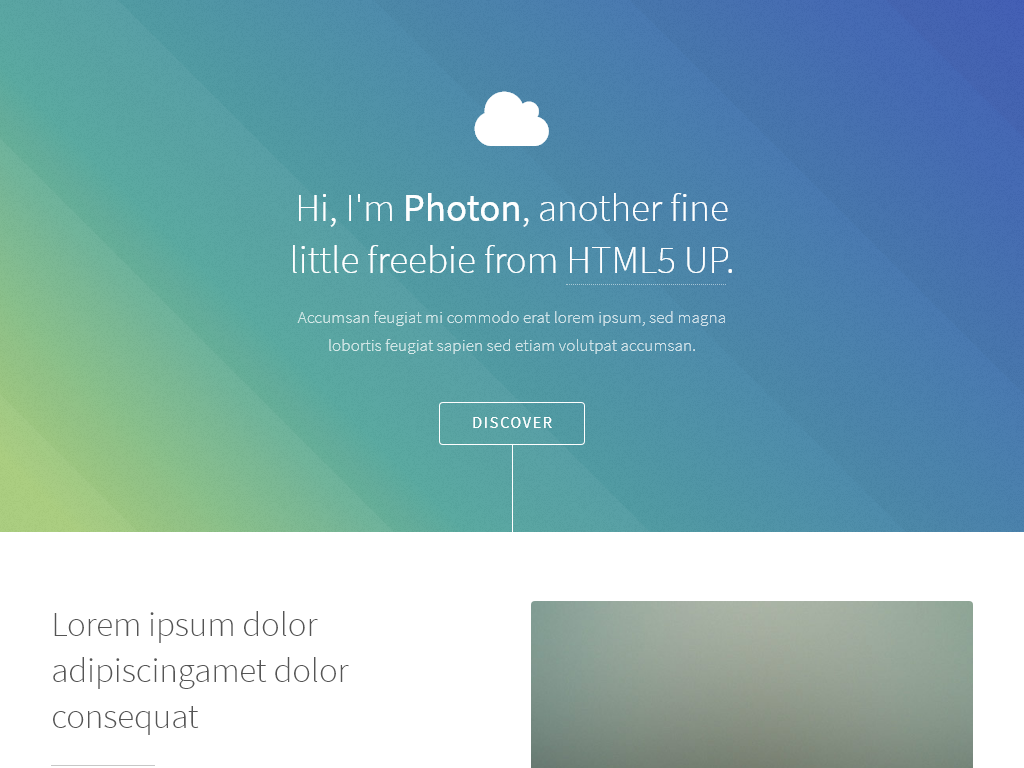 Hi, I'm Photon, another fine
little freebie from HTML5 UP.
Accumsan feugiat mi commodo erat lorem ipsum, sed magna
lobortis feugiat sapien sed etiam volutpat accumsan.
DISCOVER
Lorem ipsum dolor
adipiscingamet dolor
consequat